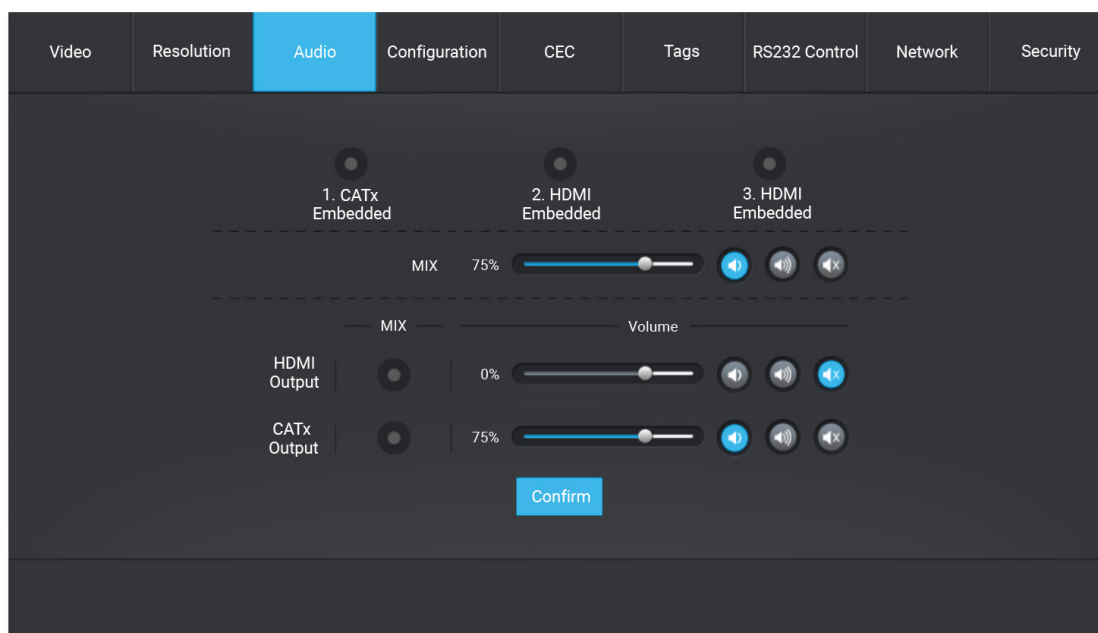 Video Resolution Audio Configuration CEC Tags RS232 Control Network Security
1. CATx 2. HDMI 3. HDMI
Embedded Embedded Embedded
MIX 75%
MIX Volume
HDMI
Output
0%
CATx
Output
75%
Confirm